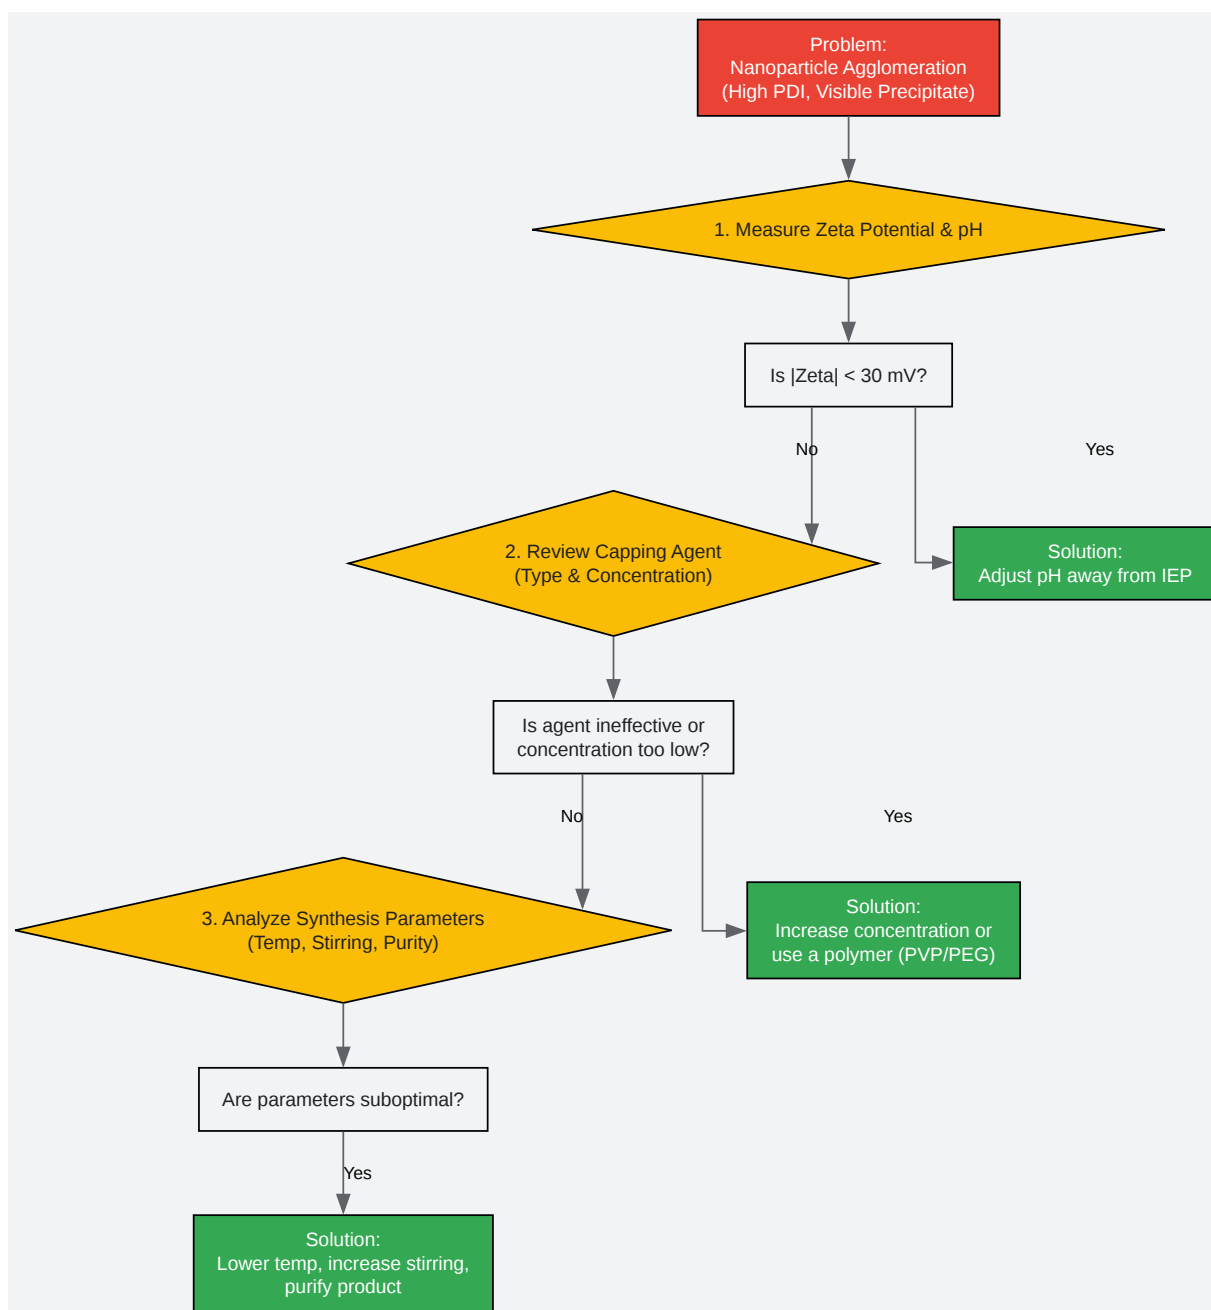 Problem:
Nanoparticle Agglomeration
(High PDI, Visible Precipitate)
1. Measure Zeta Potential & pH
Is |Zeta| < 30 mV?
No
Yes
2. Review Capping Agent
(Type & Concentration)
Solution:
Adjust pH away from IEP
Is agent ineffective or
concentration too low?
No
Yes
3. Analyze Synthesis Parameters
(Temp, Stirring, Purity)
Solution:
Increase concentration or
use a polymer (PVP/PEG)
Are parameters suboptimal?
Yes
Solution:
Lower temp, increase stirring,
purify product